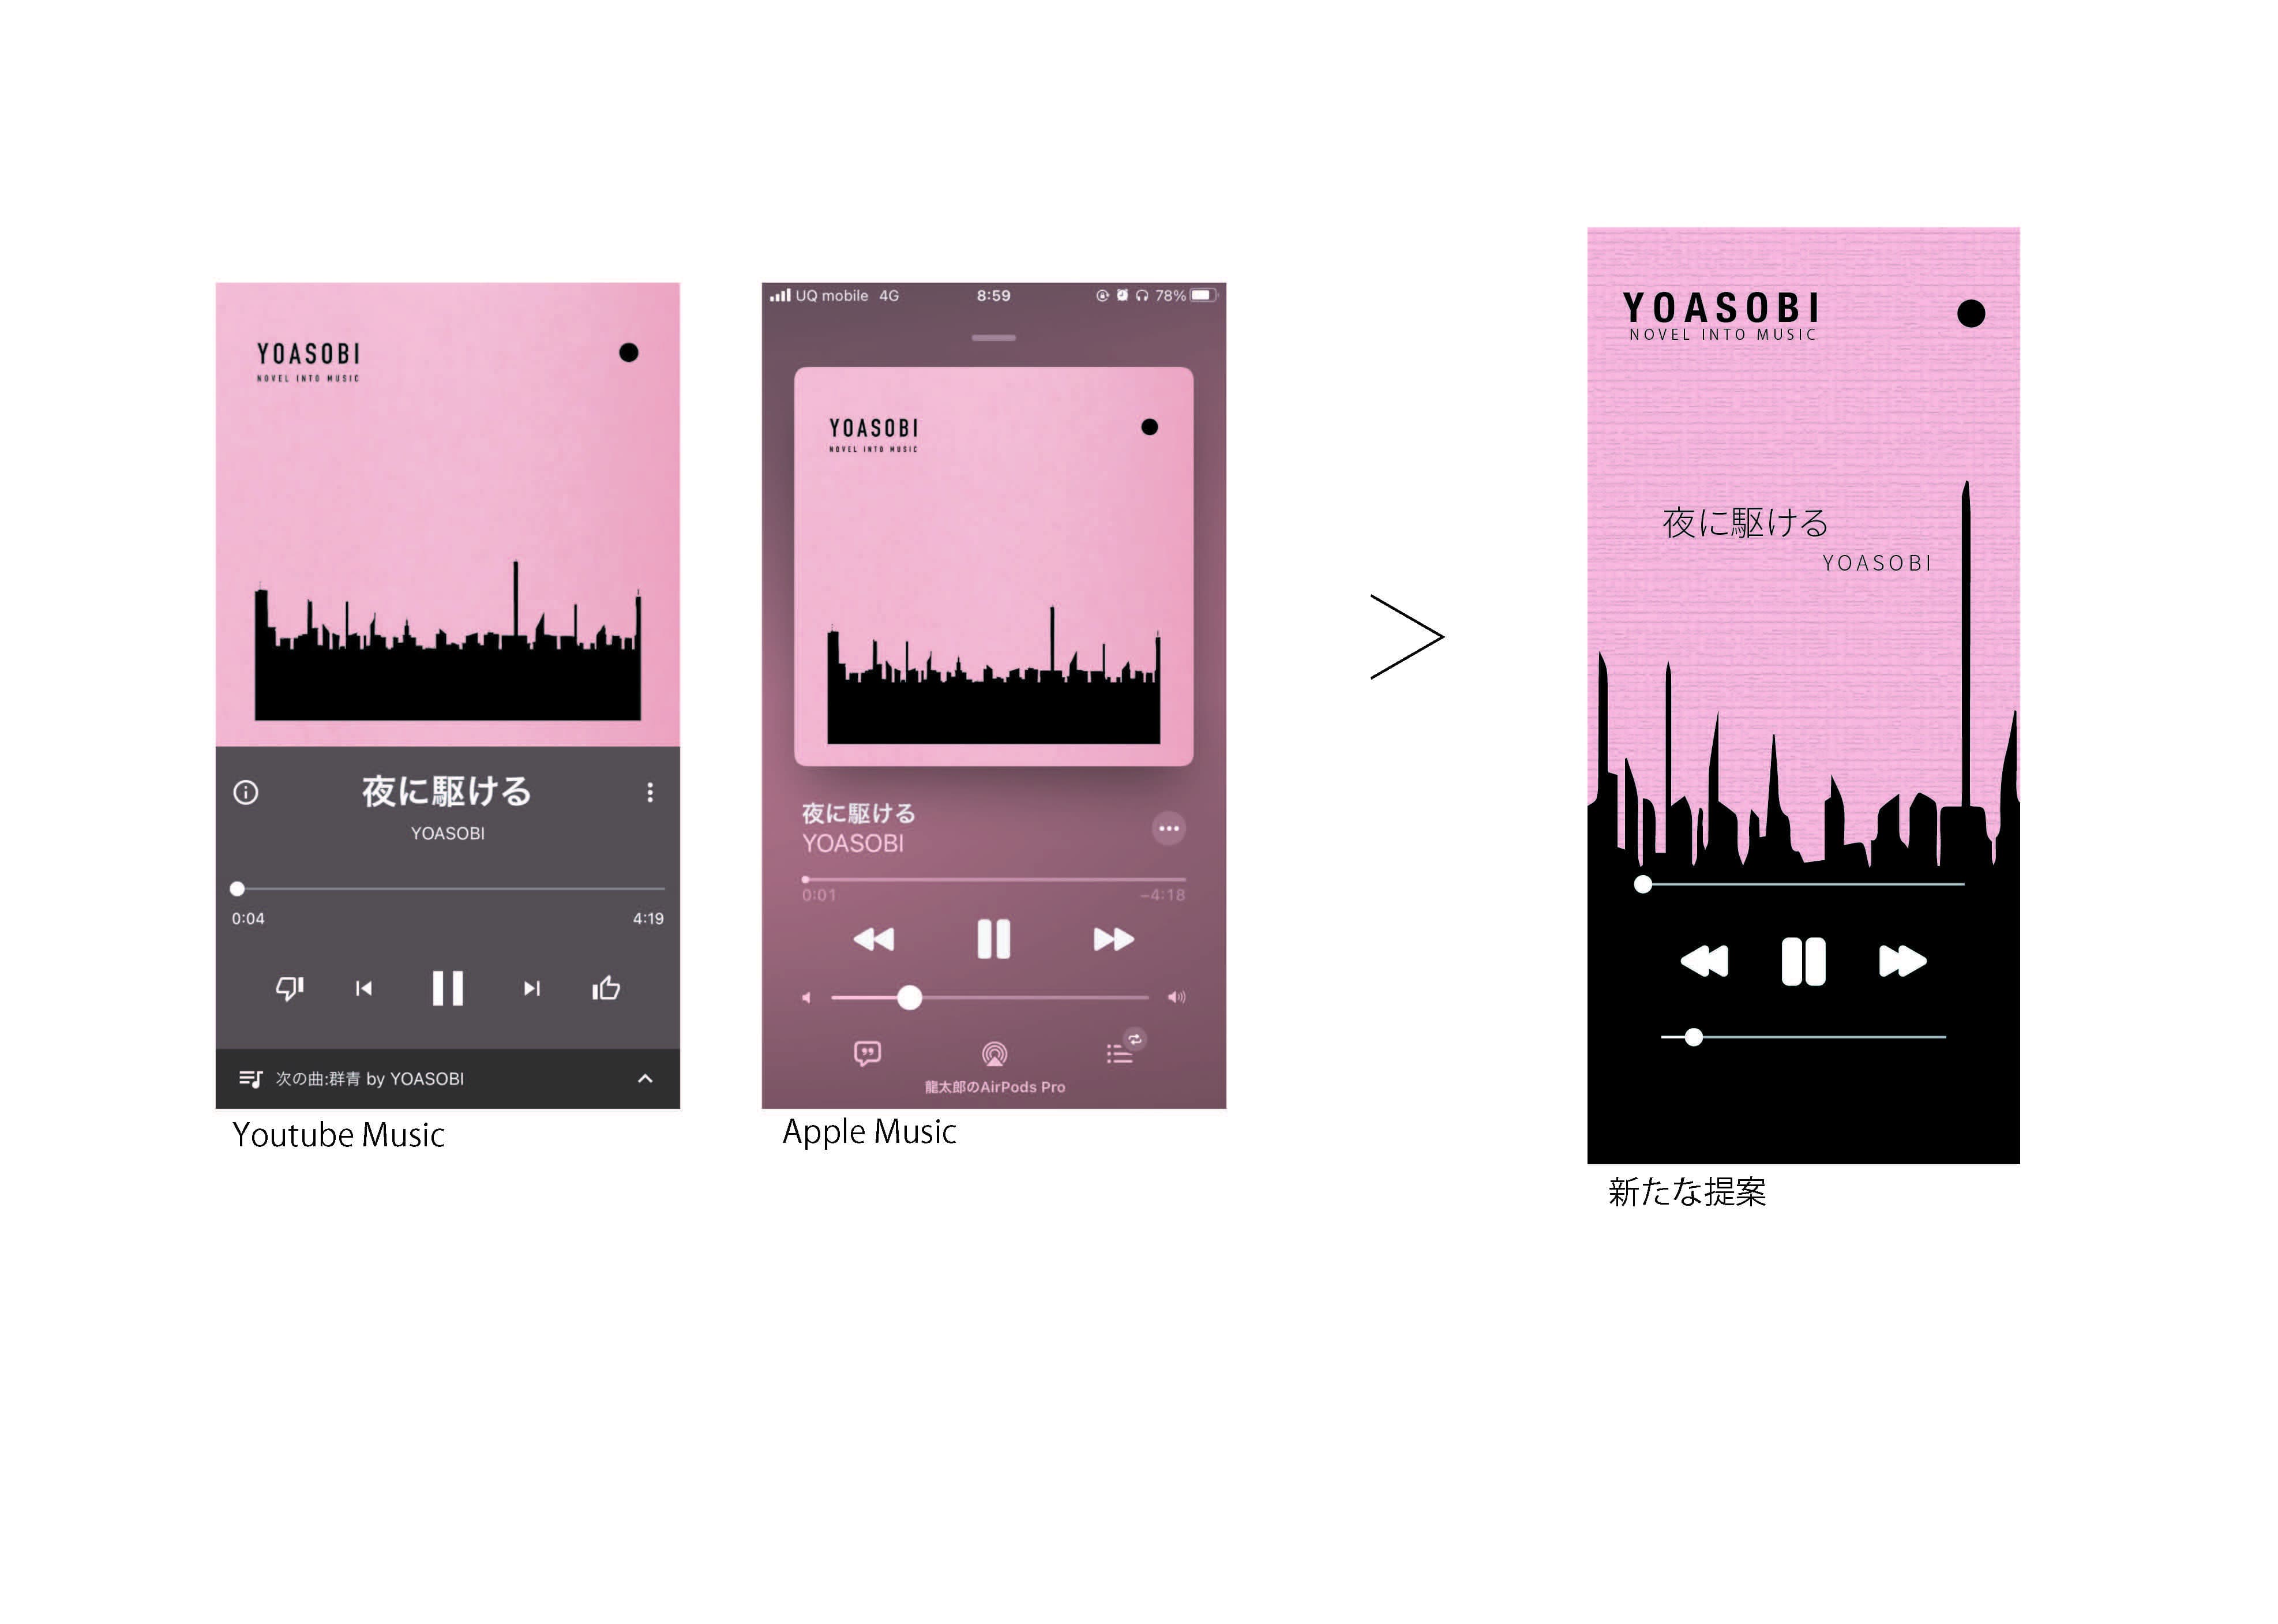 YOASOBI
NOVEL INTO MUSIC
夜に駆ける
YOASOBI
0:04
4:19
次の曲:群青 by YOASOBI
Youtube Music
UQ mobile 4G
8:59
78%
YOASOBI
NOVEL INTO MUSIC
夜に駆ける
YOASOBI
0:01
-4:18
龍太郎のAirPods Pro
Apple Music
YOASOBI
NOVEL INTO MUSIC
夜に駆ける
YOASOBI
新たな提案